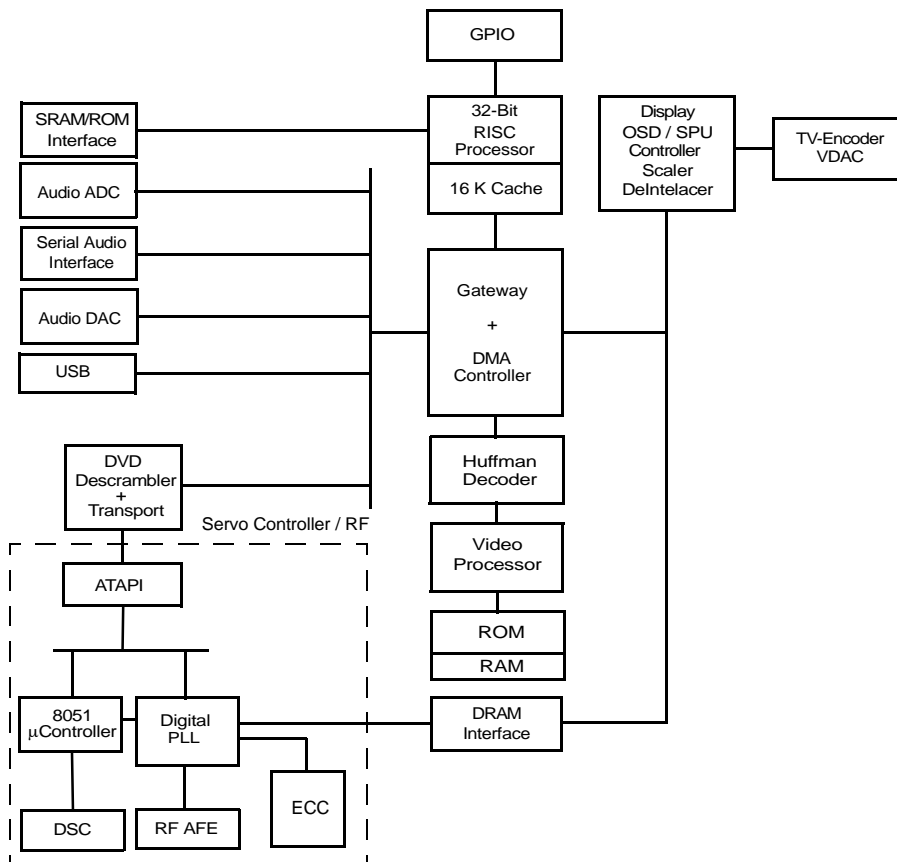 GPIO
SRAM/ROM
Interface
32-Bit
RISC
Processor
16 K Cache
Display
OSD / SPU
Controller
Scaler
DeIntelacer
TV-Encoder
VDAC
Audio ADC
Serial Audio
Interface
Audio DAC
USB
Gateway
+
DMA
Controller
DVD
Descrambler
+
Transport
Huffman
Decoder
Servo Controller / RF
Video
Processor
ATAPI
ROM
RAM
8051
µController
Digital
PLL
DRAM
Interface
DSC
RF AFE
ECC